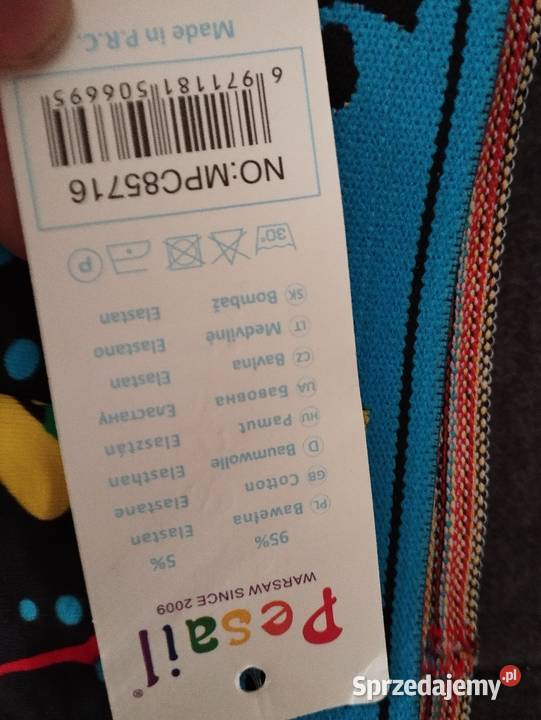 Pesail®
WARSAW SINCE 2009
95% 5%
PL Bawełna Elastan
GB Cotton Elastane
D Baumwolle Elasthan
HU Pamut Elasztán
UA Бавовна Еластану
CZ Bavlna Elastan
LT Medvilnė Elastano
SK Bombaž Elastan
30° P
NO:MPC85716
6 971181 506695
Made in P.R.C.
Sprzedajemy.pl